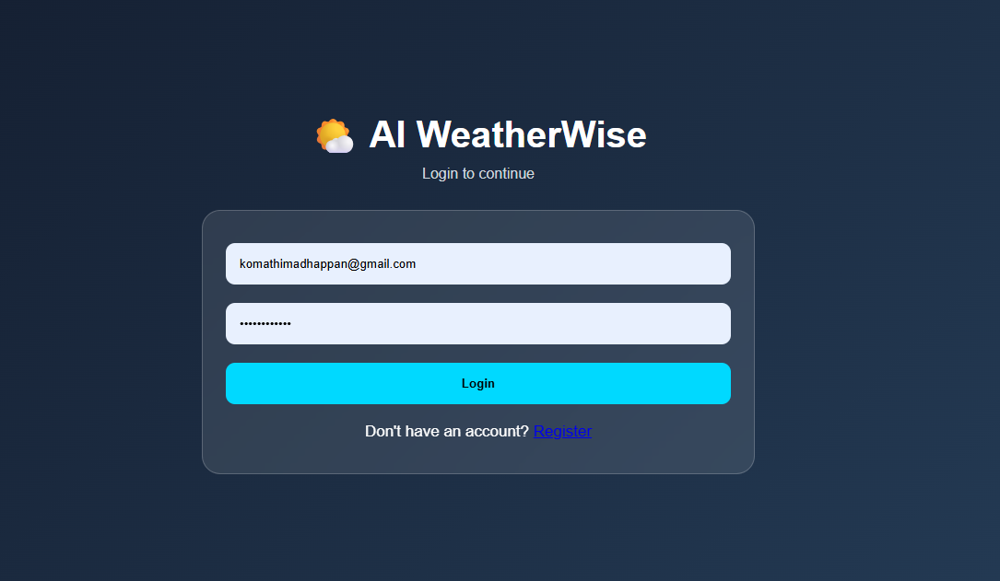 AI WeatherWise
Login to continue
komathimadhappan@gmail.com
••••••••••••
Login
Don't have an account? Register